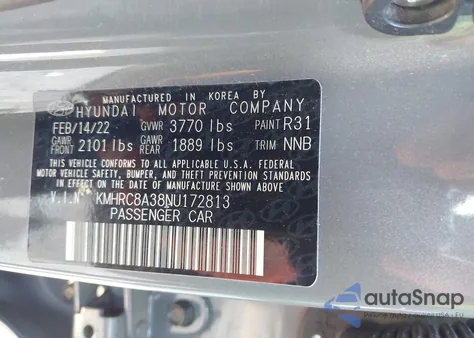 MANUFACTURED IN KOREA BY
HYUNDAI MOTOR COMPANY
FEB/14/22 GVWR 3770 lbs PAINT R31
GAWR FRONT 2101 lbs GAWR REAR 1889 lbs TRIM NNB
THIS VEHICLE CONFORMS TO ALL APPLICABLE U.S.A. FEDERAL
MOTOR VEHICLE SAFETY, BUMPER, AND THEFT PREVENTION
STANDARDS IN EFFECT ON THE DATE OF MANUFACTURE SHOWN ABOVE.
V.I.N KMHRC8A38NU172813
PASSENGER CAR
autoSnap